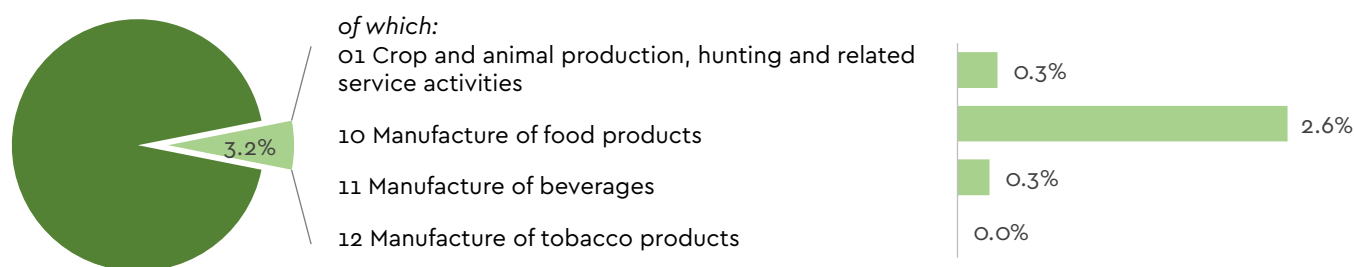 of which:
01 Crop and animal production, hunting and related
service activities
0.3%
10 Manufacture of food products
2.6%
3.2%
11 Manufacture of beverages
0.3%
12 Manufacture of tobacco products
0.0%